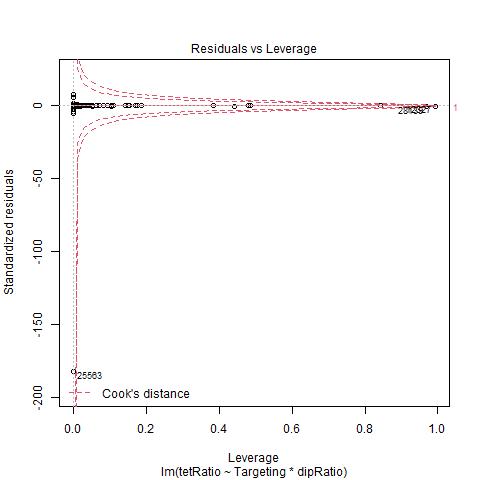 Residuals vs Leverage
Standardized residuals
0
-50
-100
-150
-200
1
25563
Cook's distance
0.0
0.2
0.4
0.6
0.8
1.0
Leverage
lm(tetRatio ~ Targeting * dipRatio)